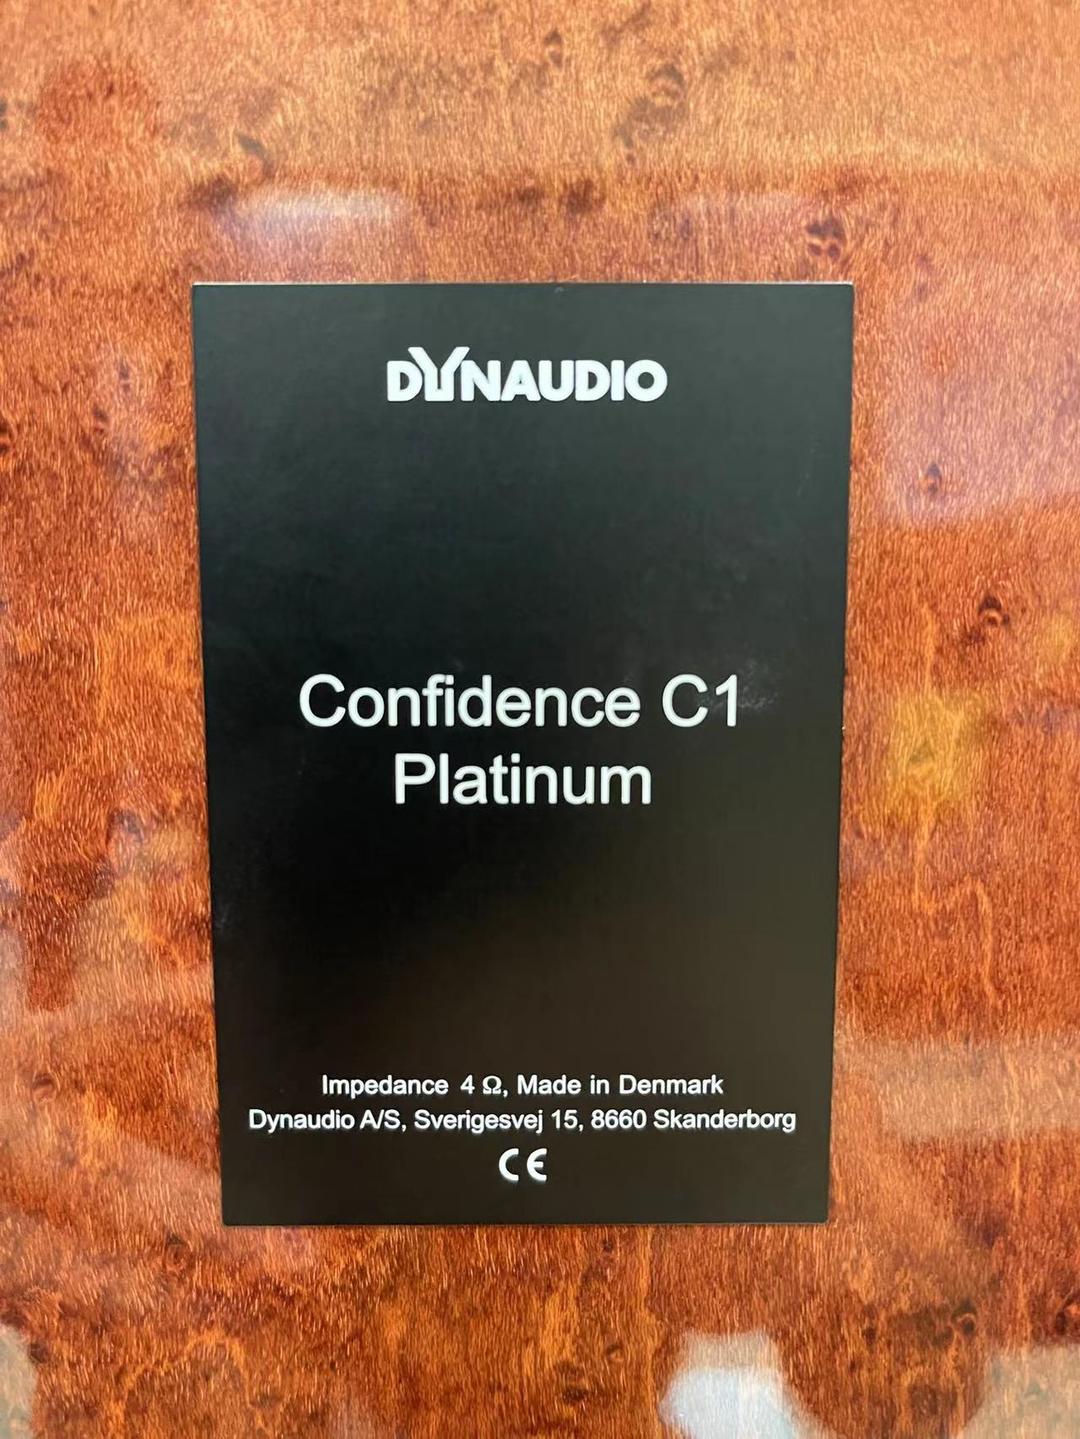 DYNAUDIO
Confidence C1
Platinum
Impedance 4 Ω, Made in Denmark
Dynaudio A/S, Sverigesvej 15, 8660 Skanderborg
CE